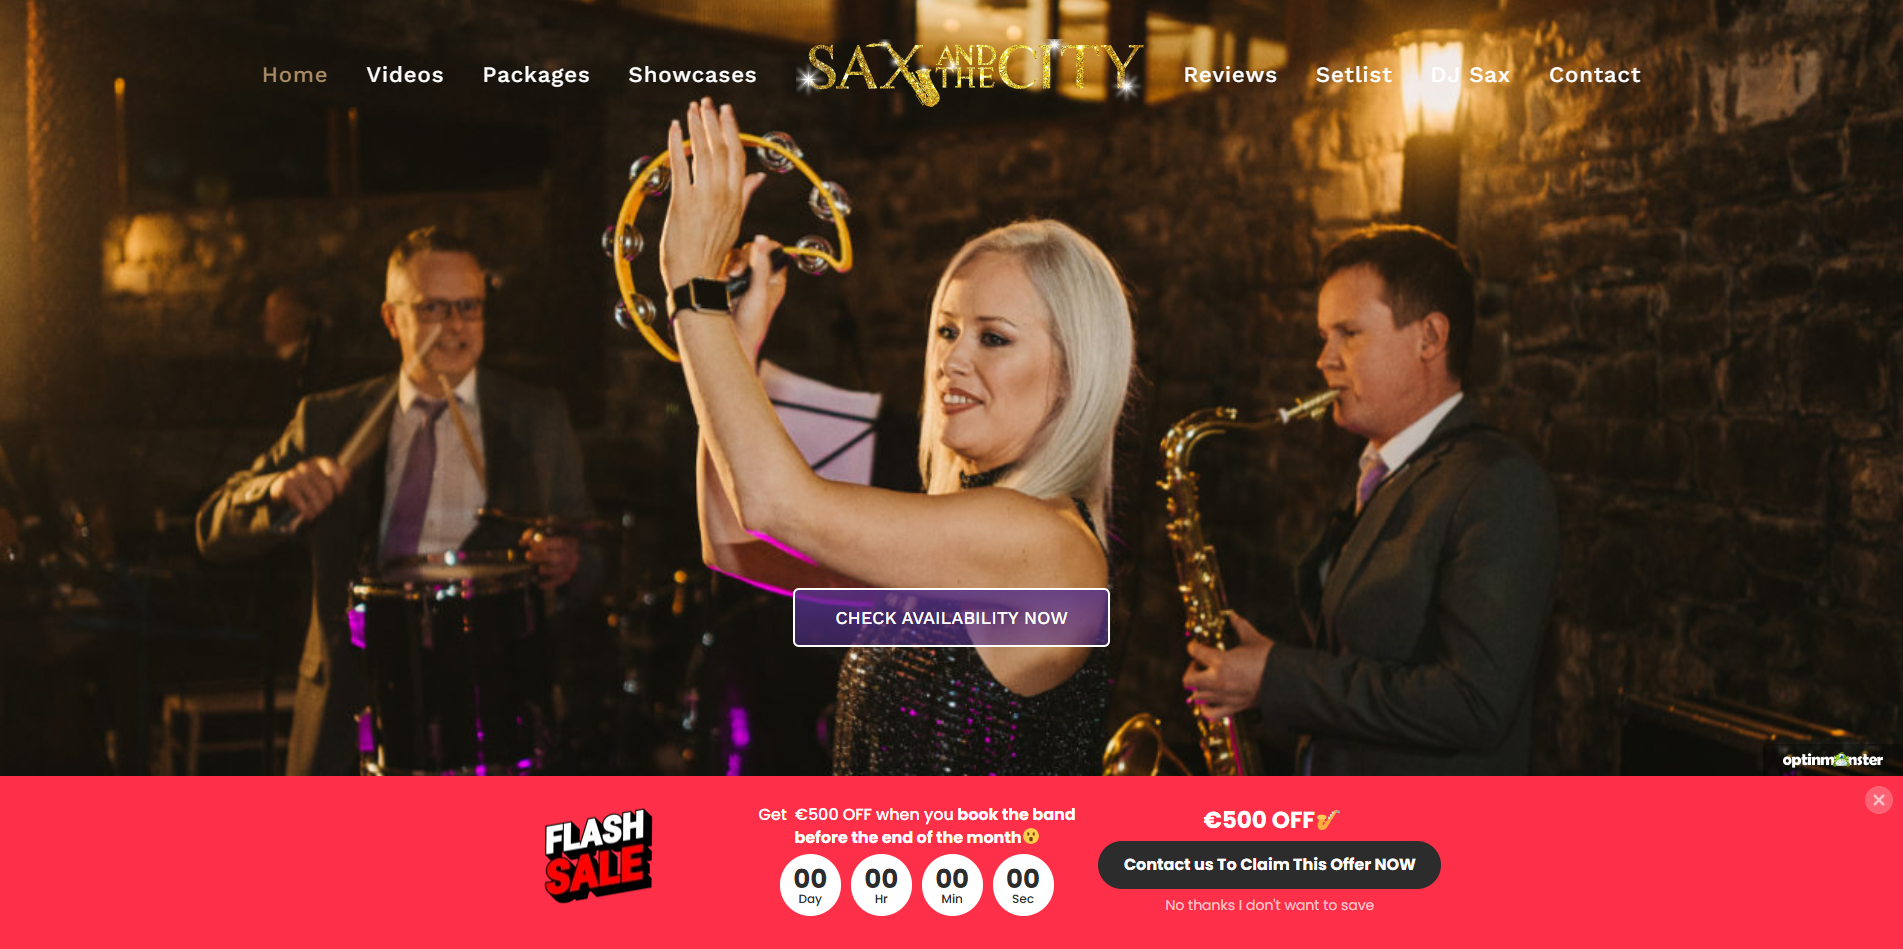 Home Videos Packages Showcases SAX AND THE CITY Reviews Setlist DJ Sax Contact
CHECK AVAILABILITY NOW
optinmonster
FLASH
SALE
Get €500 OFF when you book the band
before the end of the month😮
00 00 00 00
Day Hr Min Sec
€500 OFF🎷
Contact us To Claim This Offer NOW
No thanks I don't want to save